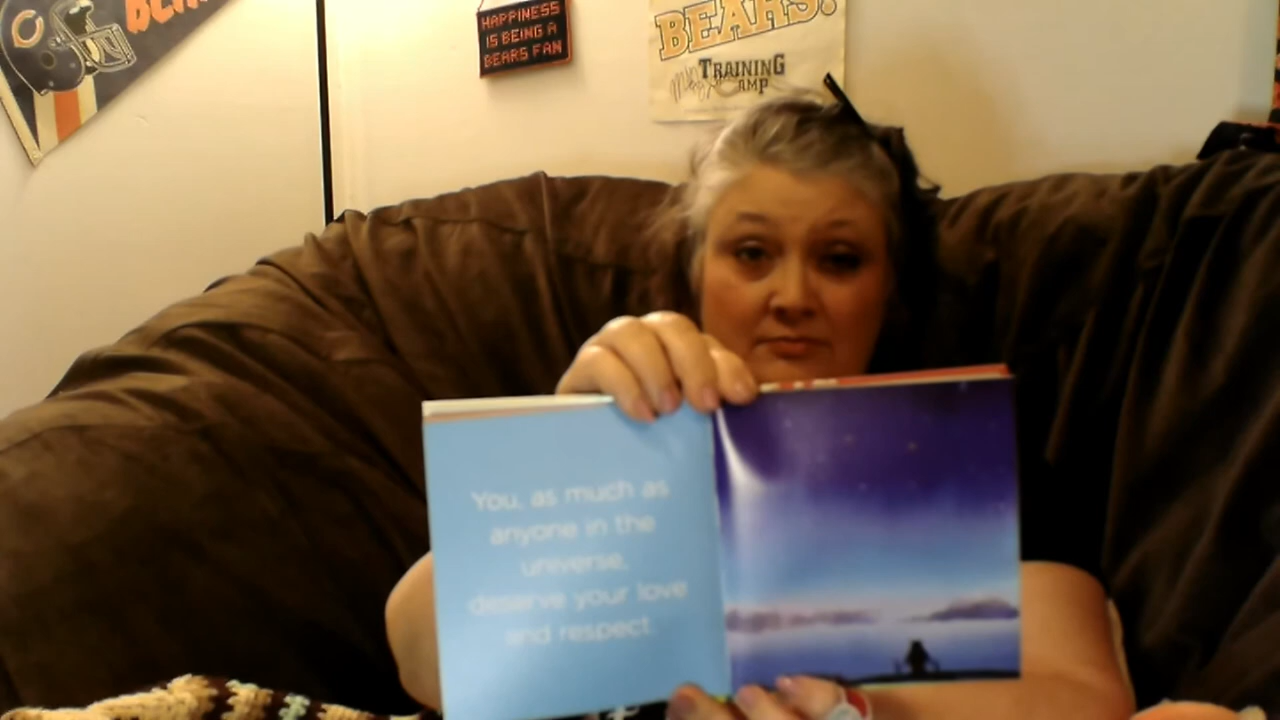 HAPPINESS
IS BEING A
BEARS FAN
BEARS!
TRAINING
CAMP
You, as much as
anyone in the
universe,
deserve your love
and respect